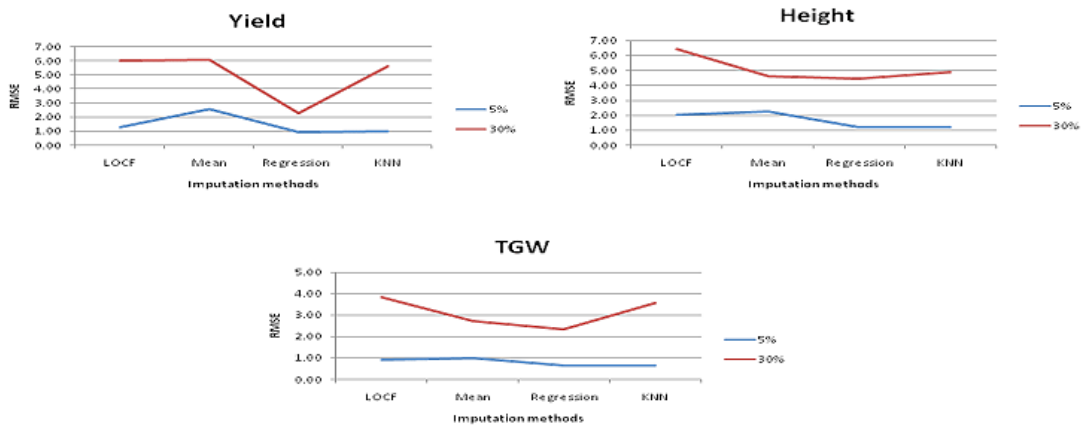 Yield
7.00
6.00
5.00
4.00
3.00
2.00
1.00
0.00
RMSE
LOCF Mean Regression KNN
Imputation methods
5%
30%
Height
7.00
6.00
5.00
4.00
3.00
2.00
1.00
0.00
RMSE
LOCF Mean Regression KNN
Imputation methods
5%
30%
TGW
5.00
4.00
3.00
2.00
1.00
0.00
RMSE
LOCF Mean Regression KNN
Imputation methods
5%
30%